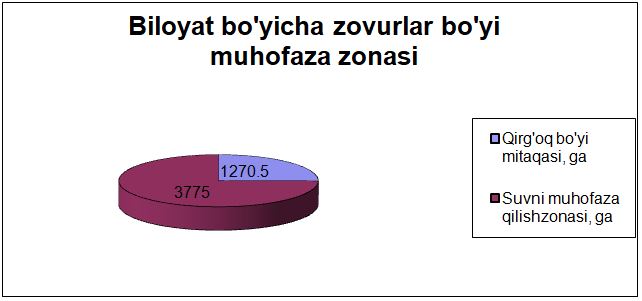 Biloyat bo'yicha zovurlar bo'yi
muhofaza zonasi
1270.5
3775
Qirg'oq bo'yi
mitaqasi, ga
Suvni muhofaza
qilishzonasi, ga